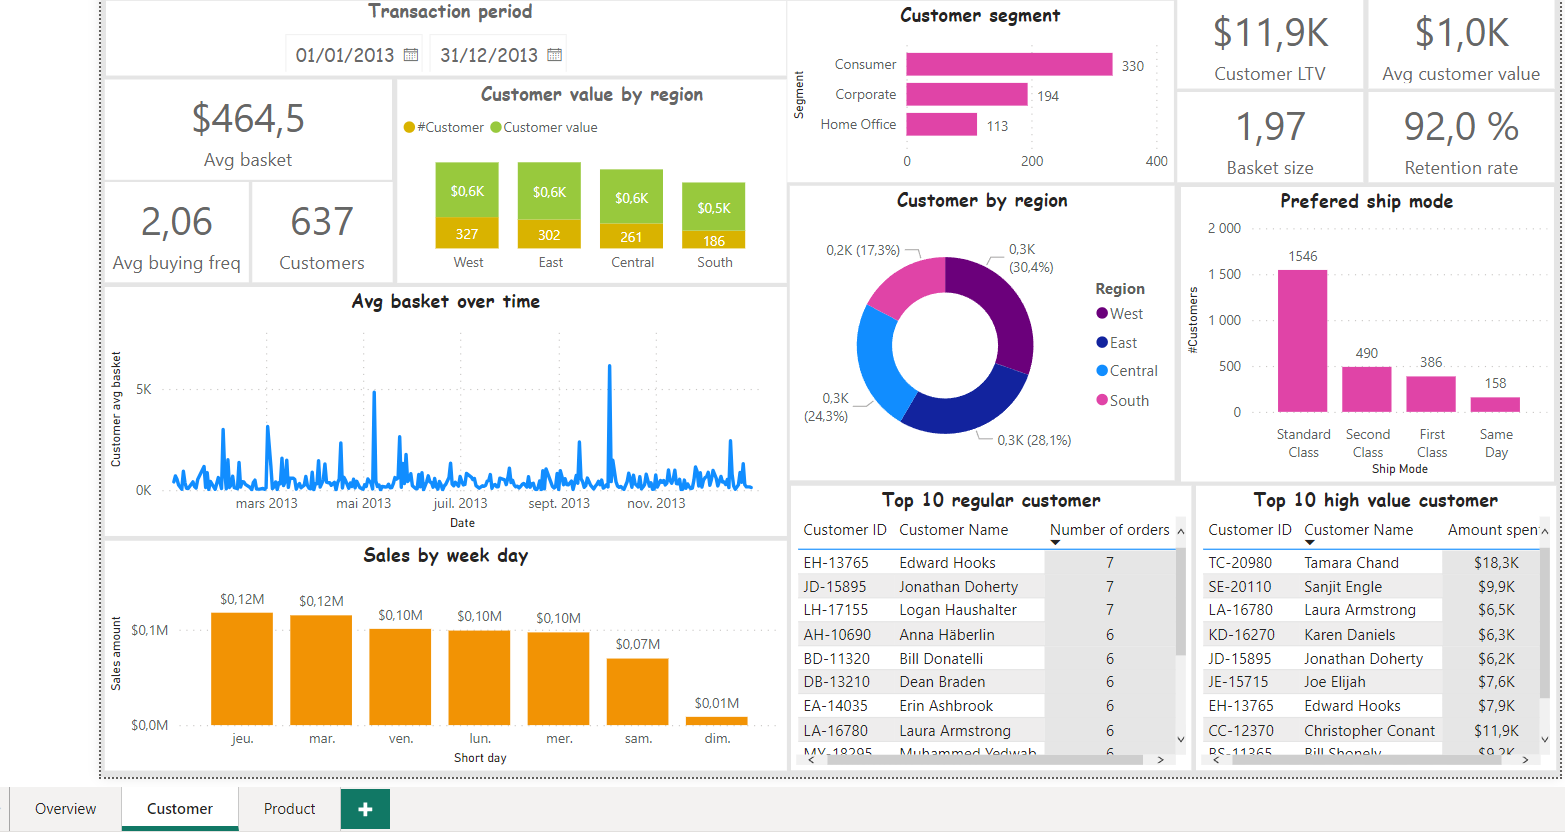 Transaction period
01/01/2013
31/12/2013
$464,5
Avg basket
2,06
Avg buying freq
637
Customers
Customer value by region
#Customer
Customer value
$0,6K
$0,6K
$0,6K
$0,5K
327
302
261
186
West
East
Central
South
Customer segment
Segment
Consumer
330
Corporate
194
Home Office
113
0
200
400
$11,9K
Customer LTV
$1,0K
Avg customer value
1,97
Basket size
92,0 %
Retention rate
Customer by region
0,2K (17,3%)
0,3K
(30,4%)
0,3K
(24,3%)
0,3K (28,1%)
Region
West
East
Central
South
Prefered ship mode
#Customers
2 000
1 500
1 000
500
0
1546
490
386
158
Standard
Class
Second
Class
First
Class
Same
Day
Ship Mode
Avg basket over time
Customer avg basket
5K
0K
mars 2013
mai 2013
juil. 2013
sept. 2013
nov. 2013
Date
Sales by week day
Sales amount
$0,1M
$0,0M
$0,12M
$0,12M
$0,10M
$0,10M
$0,10M
$0,07M
$0,01M
jeu.
mar.
ven.
lun.
mer.
sam.
dim.
Short day
Top 10 regular customer
Customer ID Customer Name Number of orders
EH-13765 Edward Hooks 7
JD-15895 Jonathan Doherty 7
LH-17155 Logan Haushalter 7
AH-10690 Anna Häberlin 6
BD-11320 Bill Donatelli 6
DB-13210 Dean Braden 6
EA-14035 Erin Ashbrook 6
LA-16780 Laura Armstrong 6
MY-18295 Muhammed Yedwab 6
Top 10 high value customer
Customer ID Customer Name Amount spen
TC-20980 Tamara Chand $18,3K
SE-20110 Sanjit Engle $9,9K
LA-16780 Laura Armstrong $6,5K
KD-16270 Karen Daniels $6,3K
JD-15895 Jonathan Doherty $6,2K
JE-15715 Joe Elijah $7,6K
EH-13765 Edward Hooks $7,9K
CC-12370 Christopher Conant $11,9K
BS-11365 Bill Shonely $9,2K
Overview
Customer
Product
+